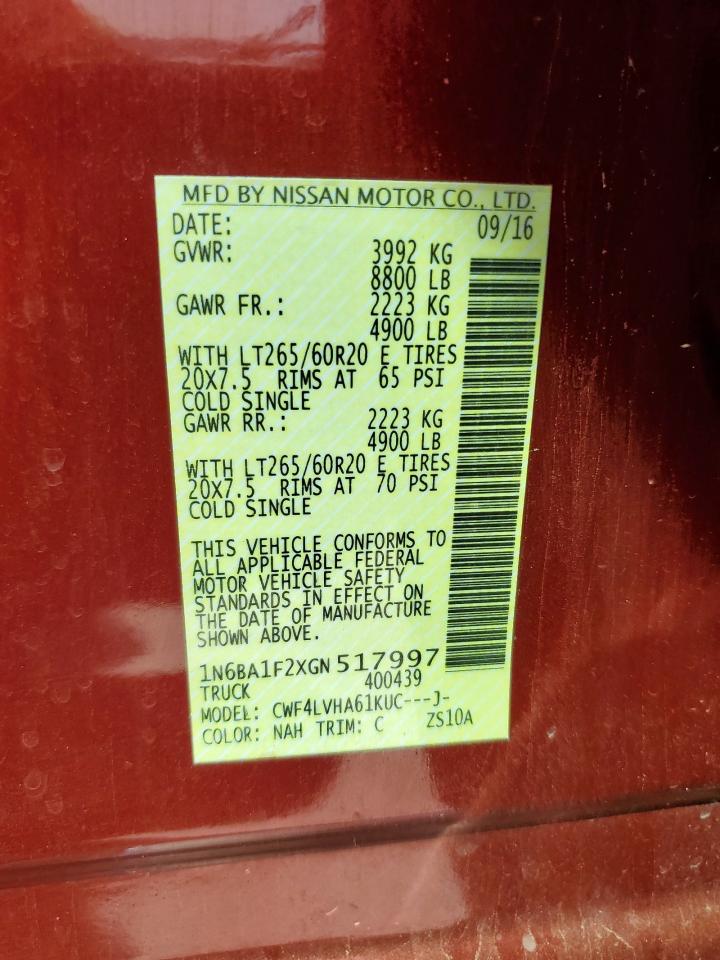 MFD BY NISSAN MOTOR CO., LTD.
DATE: 09/16
GVWR: 3992 KG
8800 LB
GAWR FR.: 2223 KG
4900 LB
WITH LT265/60R20 E TIRES
20X7.5 RIMS AT 65 PSI
COLD SINGLE
GAWR RR.: 2223 KG
4900 LB
WITH LT265/60R20 E TIRES
20X7.5 RIMS AT 70 PSI
COLD SINGLE
THIS VEHICLE CONFORMS TO
ALL APPLICABLE FEDERAL
MOTOR VEHICLE SAFETY
STANDARDS IN EFFECT ON
THE DATE OF MANUFACTURE
SHOWN ABOVE.
1N6BA1F2XGN517997
TRUCK 400439
MODEL: CWF4LVHA61KUC---J-
COLOR: NAH TRIM: C ZS10A